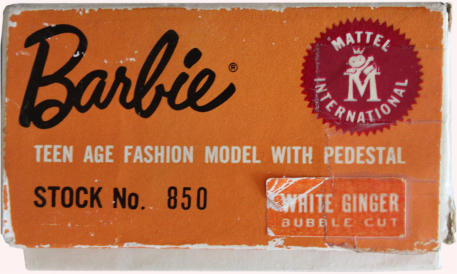 Barbie®
MATTEL
M
INTERNATIONAL
TEEN AGE FASHION MODEL WITH PEDESTAL
STOCK No. 850
WHITE GINGER
BUBBLE CUT